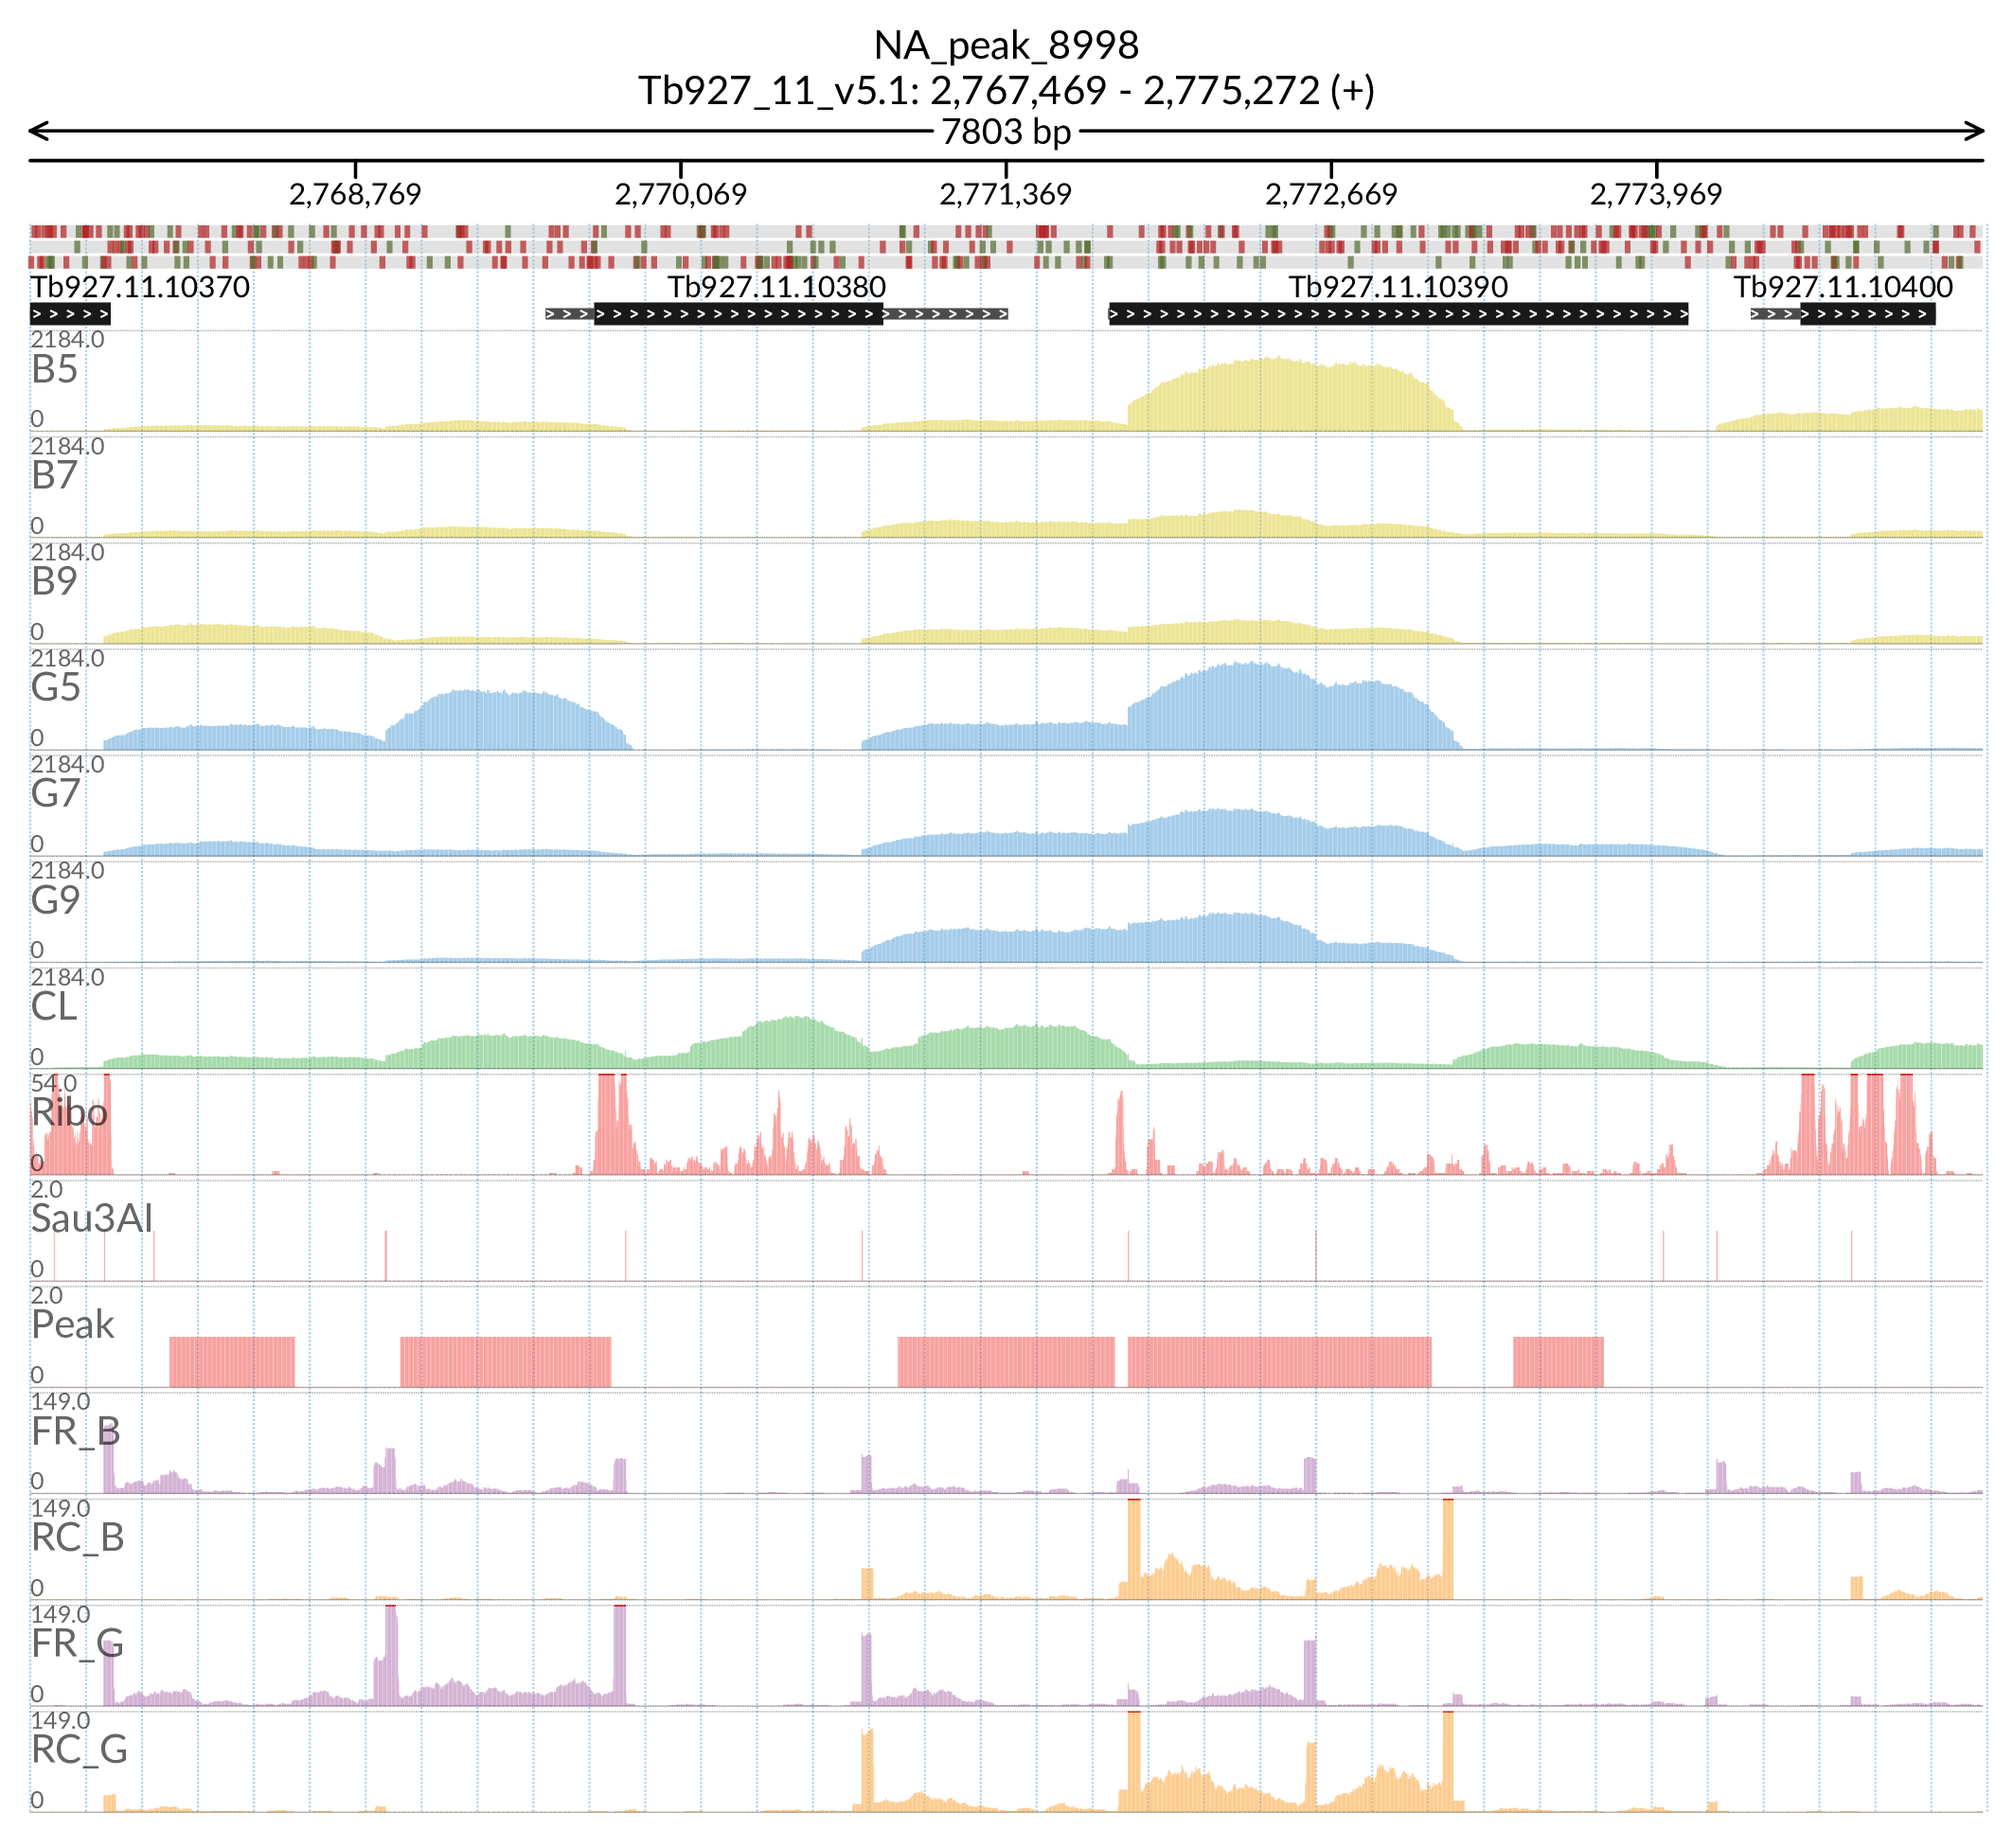 NA_peak_8998
Tb927_11_v5.1: 2,767,469 - 2,775,272 (+)
7803 bp
2,768,769 2,770,069 2,771,369 2,772,669 2,773,969
Tb927.11.10370 Tb927.11.10380 Tb927.11.10390 Tb927.11.10400
2184.0
B5
0
2184.0
B7
0
2184.0
B9
0
2184.0
G5
0
2184.0
G7
0
2184.0
G9
0
2184.0
CL
0
54.0
Ribo
0
2.0
Sau3AI
0
2.0
Peak
0
149.0
FR_B
0
149.0
RC_B
0
149.0
FR_G
0
149.0
RC_G
0